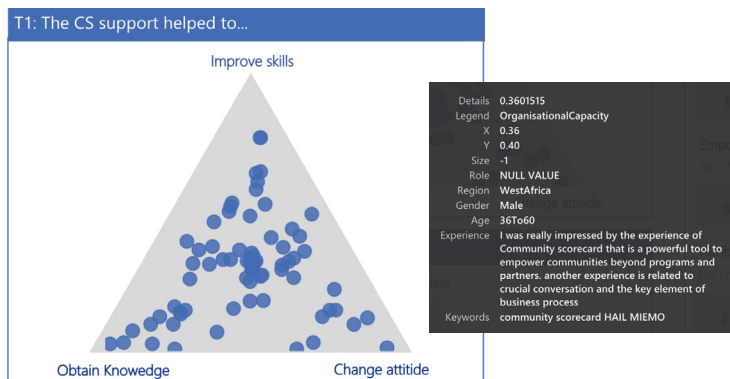 T1: The CS support helped to...
Improve skills
Obtain Knowedge
Change attitide
Details 0.3601515
Legend OrganisationalCapacity
X 0.36
Y 0.40
Size -1
Role NULL VALUE
Region WestAfrica
Gender Male
Age 36To60
Experience I was really impressed by the experience of
Community scorecard that is a powerful tool to
empower communities beyond programs and
partners. another experience is related to
crucial conversation and the key element of
business process
Keywords community scorecard HAIL MIEMO
Change attitide